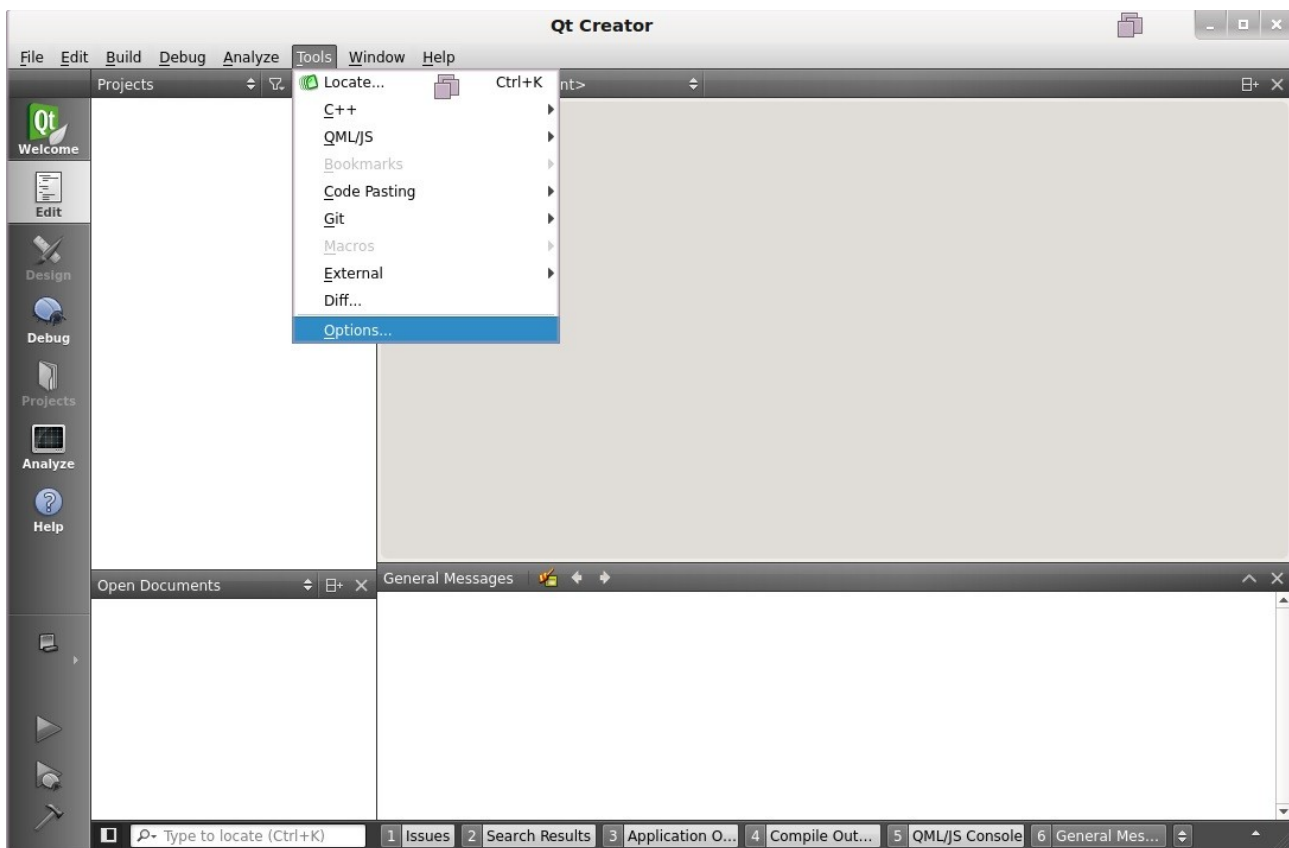 Qt Creator
File Edit Build Debug Analyze Tools Window Help
Projects
nt>
Locate... Ctrl+K
C++
QML/JS
Bookmarks
Code Pasting
Git
Macros
External
Diff...
Options...
Qt
Welcome
Edit
Design
Debug
Projects
Analyze
Help
Open Documents
General Messages
Type to locate (Ctrl+K)
1 Issues 2 Search Results 3 Application O... 4 Compile Out... 5 QML/JS Console 6 General Mes...